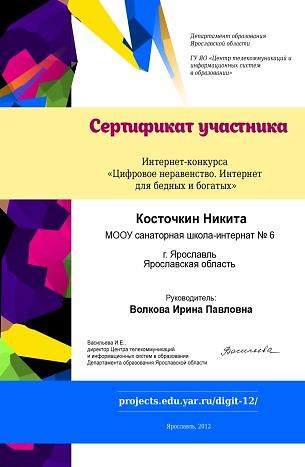 Департамент образования
Ярославской области
ГУ ЯО «Центр телекоммуникаций и
информационных систем
в образовании»
Сертификат участника
Интернет-конкурса
«Цифровое неравенство. Интернет
для бедных и богатых»
Косточкин Никита
МООУ санаторная школа-интернат № 6
г. Ярославль
Ярославская область
Руководитель:
Волкова Ирина Павловна
Васильева И.Е.,
директор Центра телекоммуникаций
и информационных систем в образовании
Департамента образования Ярославской области
Васильева
projects.edu.yar.ru/digit-12/
Ярославль, 2012